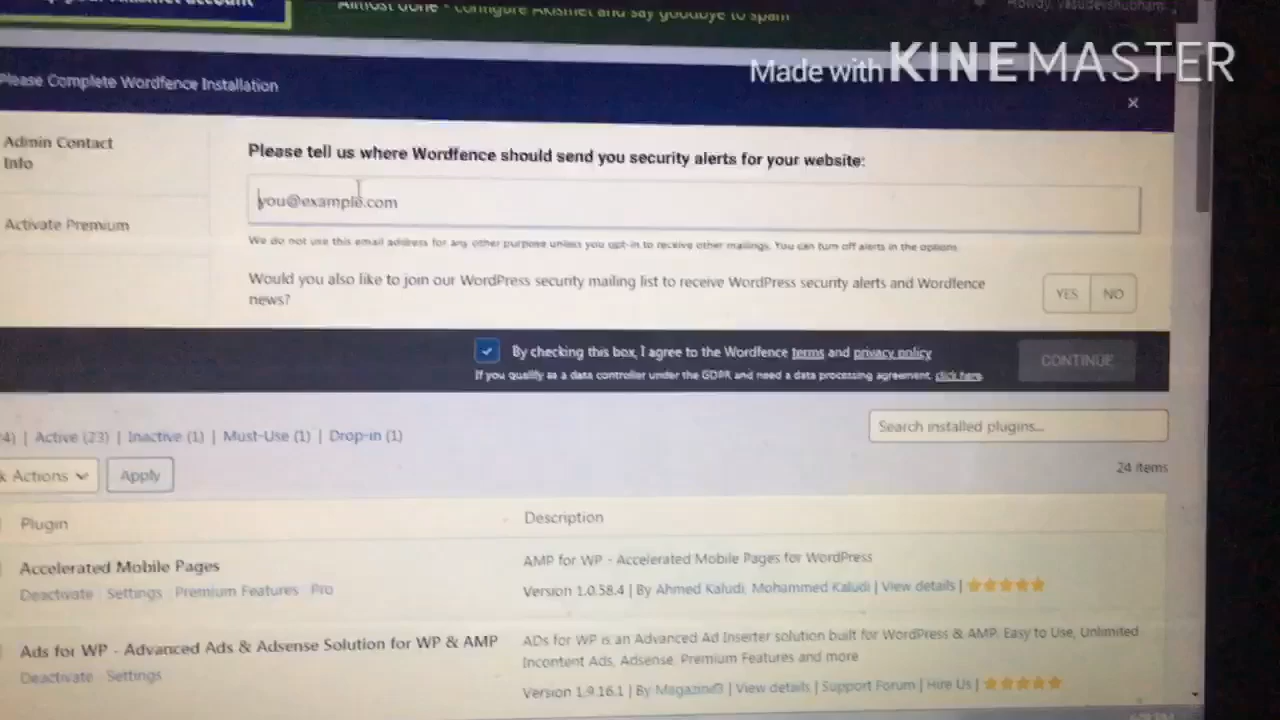 account
Almost done - configure Akismet and say goodbye to spam
Howdy, vasudevshubham
Made with KINEMASTER
Please Complete Wordfence Installation
×
Admin Contact
Info
Please tell us where Wordfence should send you security alerts for your website:
you@example.com
Activate Premium
We do not use this email address for any other purpose unless you opt-in to receive other mailings. You can turn off alerts in the options.
Would you also like to join our WordPress security mailing list to receive WordPress security alerts and Wordfence
news?
YES NO
By checking this box, I agree to the Wordfence terms and privacy policy
CONTINUE
If you qualify as a data controller under the GDPR and need a data processing agreement, click here.
4) | Active (23) | Inactive (1) | Must-Use (1) | Drop-in (1)
Search installed plugins...
k Actions Apply
24 items
Plugin Description
Accelerated Mobile Pages
AMP for WP - Accelerated Mobile Pages for WordPress
Deactivate Settings Premium Features Pro
Version 1.0.58.4 | By Ahmed Kaludi, Mohammed Kaludi | View details |
Ads for WP - Advanced Ads & Adsense Solution for WP & AMP
ADs for WP is an Advanced Ad Inserter solution built for WordPress & AMP. Easy to Use, Unlimited
Incontent Ads, Adsense, Premium Features and more
Deactivate Settings
Version 1.9.16.1 | By Magazine3 | View details | Support Forum | Hire Us |